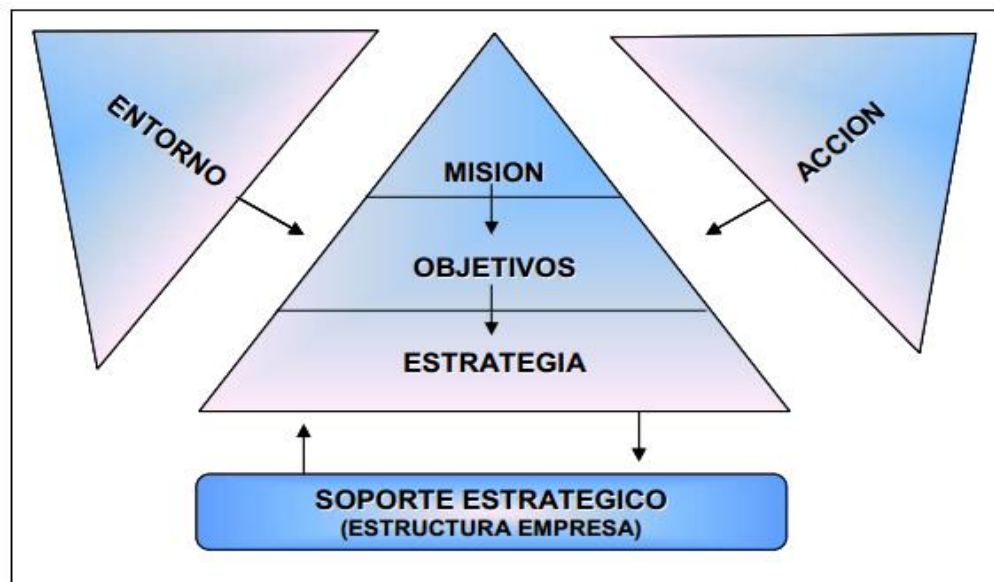 ENTORNO
ACCION
MISION
OBJETIVOS
ESTRATEGIA
SOPORTE ESTRATEGICO
(ESTRUCTURA EMPRESA)